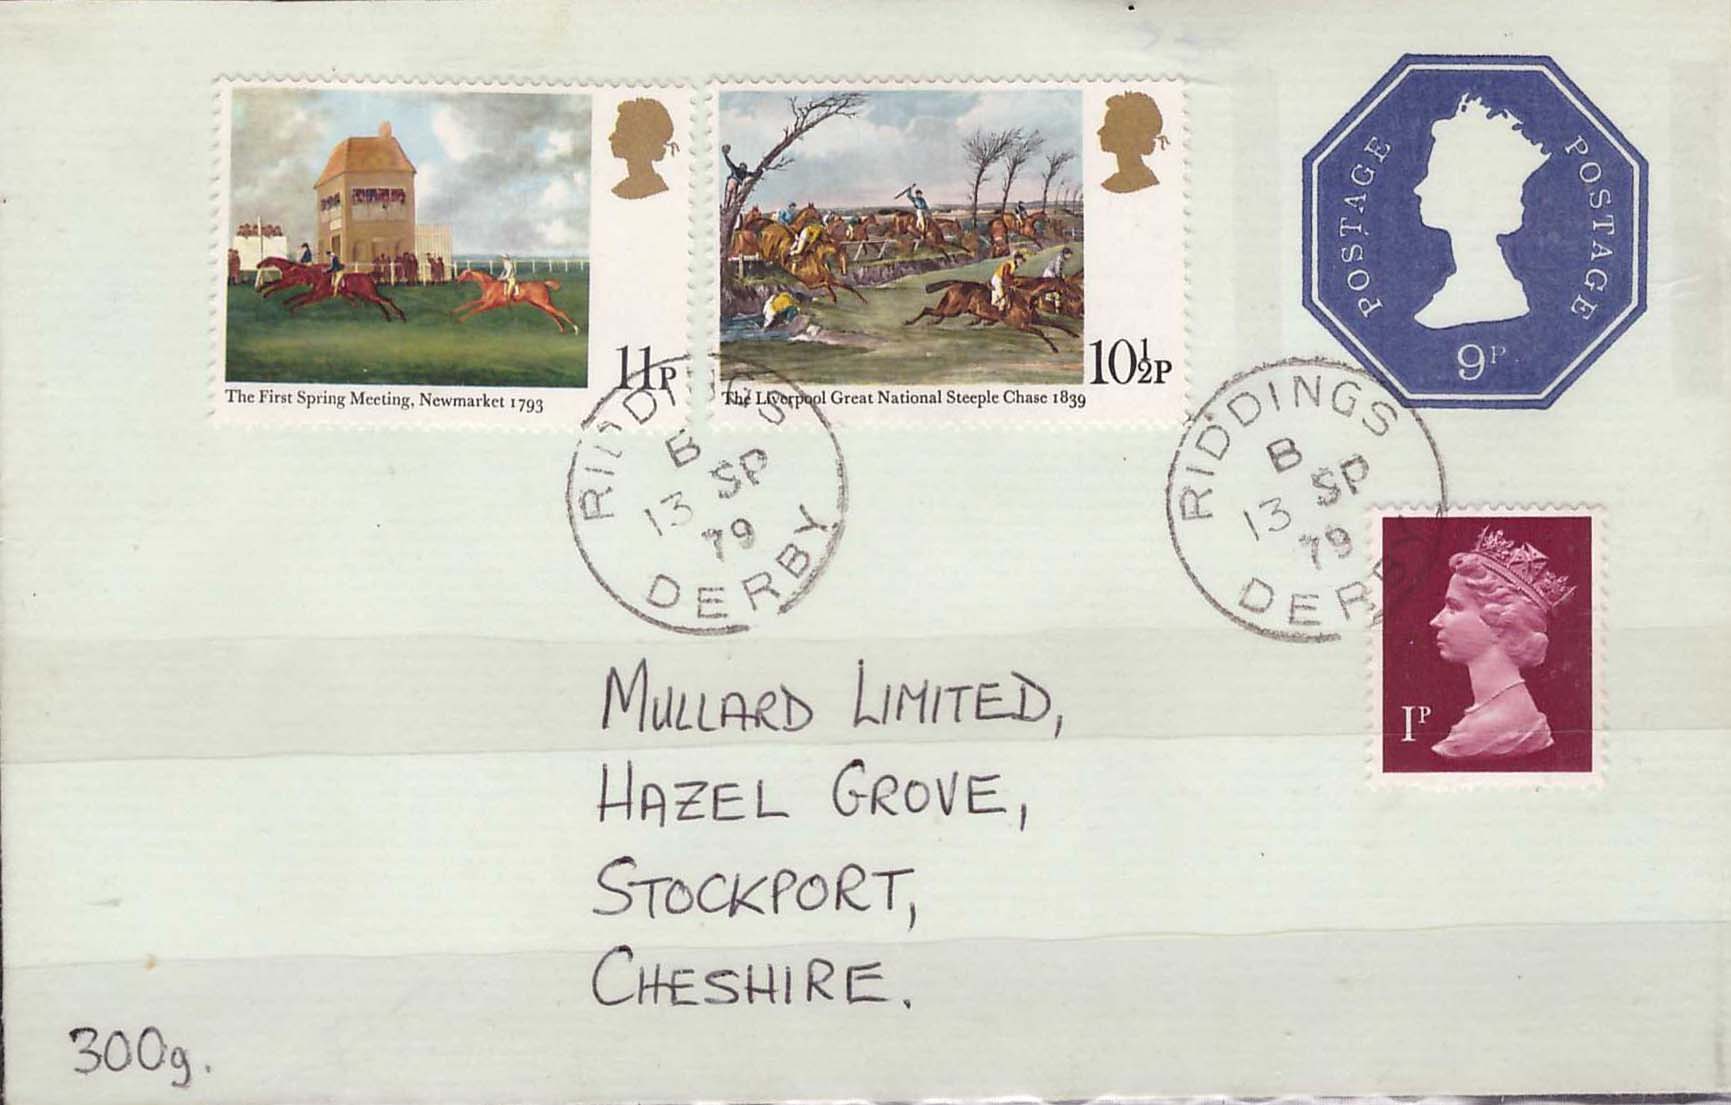 11P
The First Spring Meeting, Newmarket 1793
10½P
The Liverpool Great National Steeple Chase 1839
POSTAGE POSTAGE
9P
RIDDINGS
B
13 SP
79
DERBY
RIDDINGS
B
13 SP
79
DERBY
1P
MULLARD LIMITED,
HAZEL GROVE,
STOCKPORT,
CHESHIRE.
300g.